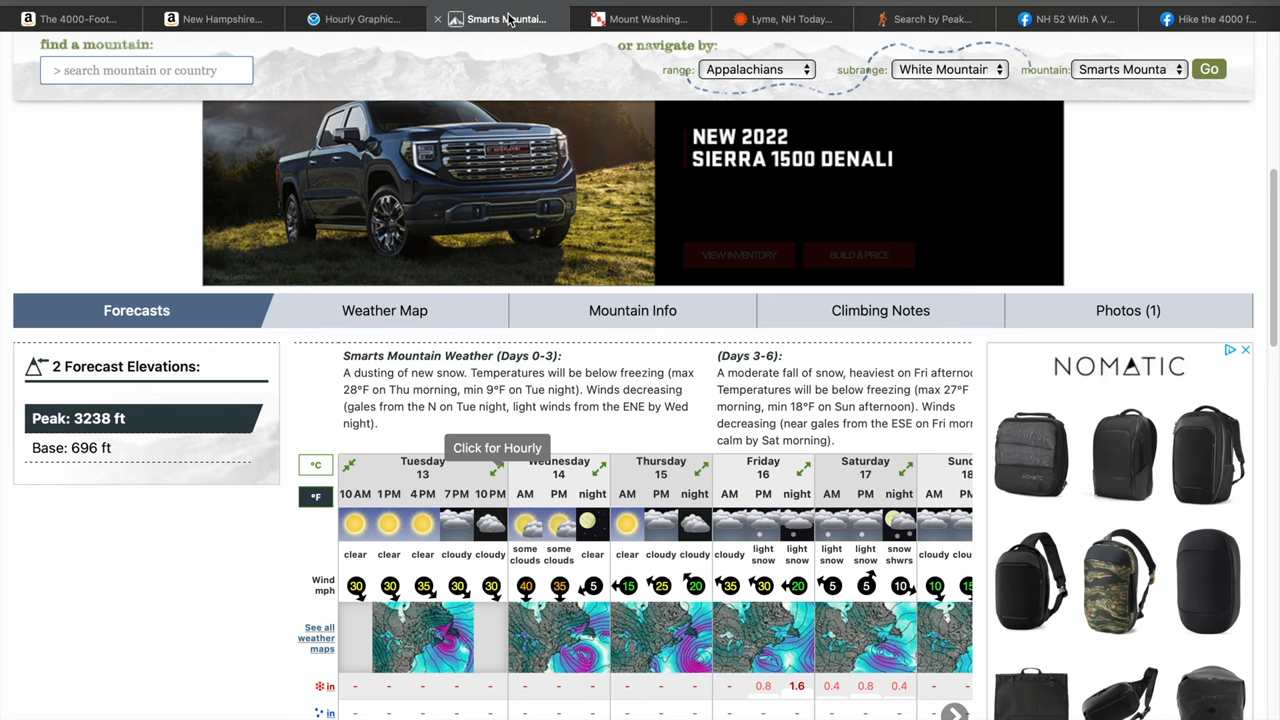 The 4000-Foot...
New Hampshire...
Hourly Graphic...
Smarts Mountai...
Mount Washing...
Lyme, NH Today...
Search by Peak...
NH 52 With A V...
Hike the 4000 f...
find a mountain:
> search mountain or country
or navigate by:
range: Appalachians
subrange: White Mountain
mountain: Smarts Mounta
Go
NEW 2022
SIERRA 1500 DENALI
VIEW INVENTORY
BUILD & PRICE
Forecasts
Weather Map
Mountain Info
Climbing Notes
Photos (1)
2 Forecast Elevations:
Peak: 3238 ft
Base: 696 ft
Smarts Mountain Weather (Days 0-3):
A dusting of new snow. Temperatures will be below freezing (max
28°F on Thu morning, min 9°F on Tue night). Winds decreasing
(gales from the N on Tue night, light winds from the ENE by Wed
night).
(Days 3-6):
A moderate fall of snow, heaviest on Fri afterno
Temperatures will be below freezing (max 27°F
morning, min 18°F on Sun afternoon). Winds
decreasing (near gales from the ESE on Fri morn
calm by Sat morning).
Click for Hourly
°C
°F
Tuesday Wednesday Thursday Friday Saturday Sund
13 14 15 16 17 18
10 AM 1 PM 4 PM 7 PM 10 PM AM PM night AM PM night AM PM night AM PM night AM PM
clear clear clear cloudy cloudy some clouds some clouds clear clear cloudy cloudy cloudy light snow light snow light snow light snow snow shwrs cloudy cloud
Wind mph 30 30 35 30 30 40 35 5 15 25 20 35 30 20 5 5 10 10 15
See all
weather
maps
in - - - - - - - - - - - - 0.8 1.6 0.4 0.8 0.4 - -
in - - - - - - - - - - - - - - - - - -
NOMATIC